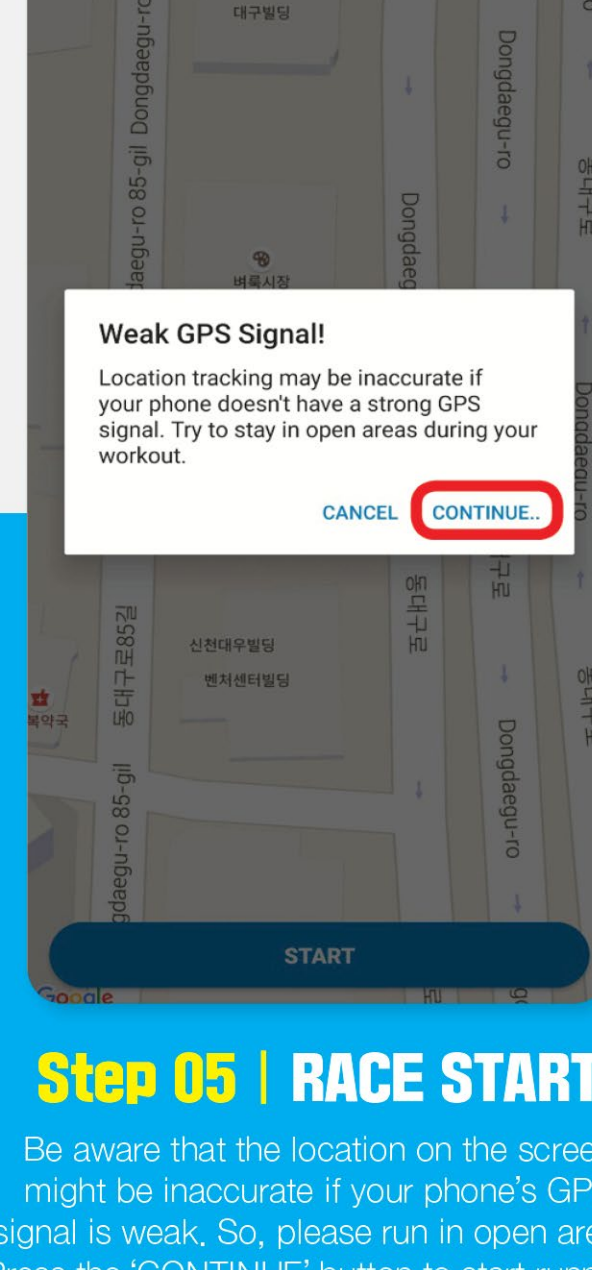 대구빌딩
Dongdaegu-ro
Dongdaegu-ro
85-gil
벼룩시장
Weak GPS Signal!
Location tracking may be inaccurate if
your phone doesn't have a strong GPS
signal. Try to stay in open areas during your
workout.
CANCEL CONTINUE..
Dongdaegu-ro
동대구로85길
동대구로
신천대우빌딩
벤처센터빌딩
Dongdaegu-ro
85-gil
START
Google
Step 05 | RACE START
Be aware that the location on the
might be inaccurate if your phone's
signal is weak. So, please run in open
the 'CONTINUE' button to start